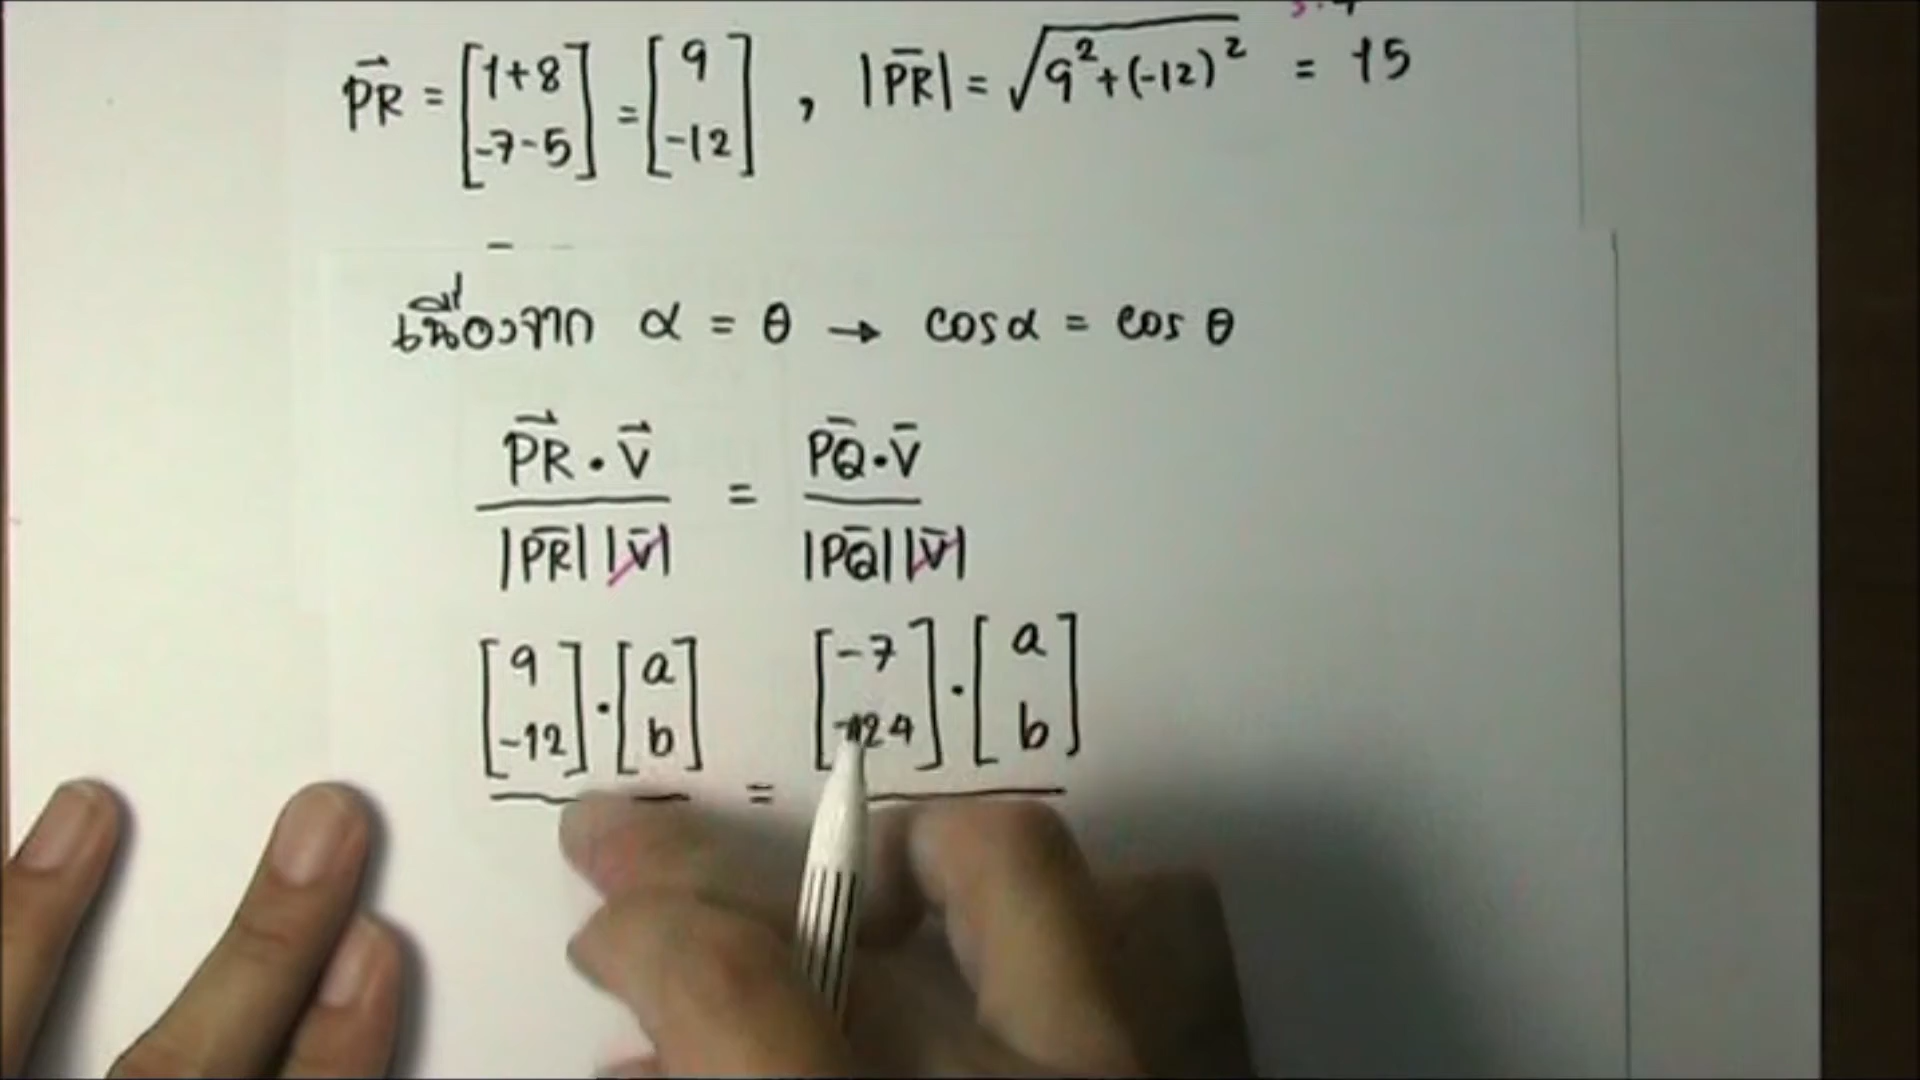 PR = [1+8 -7-5] = [9 -12] , |PR| = √9²+(-12)² = 15
เนื่องจาก α = θ → cosα = cos θ
PR · V = PQ · V
|PR| |V| |PQ| |V|
[9 -12] · [a b] = [-7 -24] · [a b]